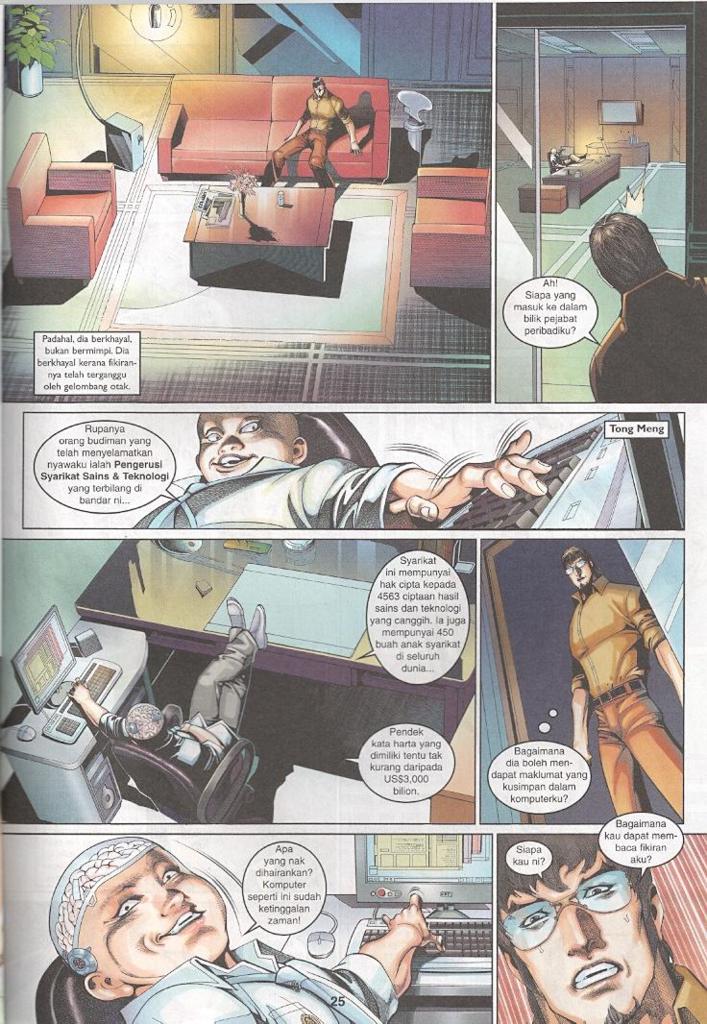 Padahal, dia berkhayal,
bukan bermimpi. Dia
berkhayal kerana fikiran-
nya telah terganggu
oleh gelombang otak.
Ah!
Siapa yang
masuk ke dalam
bilik pejabat
peribadiku?
Rupanya
orang budiman yang
telah menyelamatkan
nyawaku ialah Pengerusi
Syarikat Sains & Teknologi
yang terbilang di
bandar ni...
Tong Meng
Syarikat
ini mempunyai
hak cipta kepada
4563 ciptaan hasil
sains dan teknologi
yang canggih. Ia juga
mempunyai 450
buah anak syarikat
di seluruh
dunia...
Pendek
kata harta yang
dimiliki tentu tak
kurang daripada
US$3,000
bilion.
Bagaimana
dia boleh men-
dapat maklumat yang
kusimpan dalam
komputerku?
Apa
yang nak
dihairankan?
Komputer
seperti ini sudah
ketinggalan
zaman!
Siapa
kau ni?
Bagaimana
kau dapat mem-
baca fikiran
aku?
25